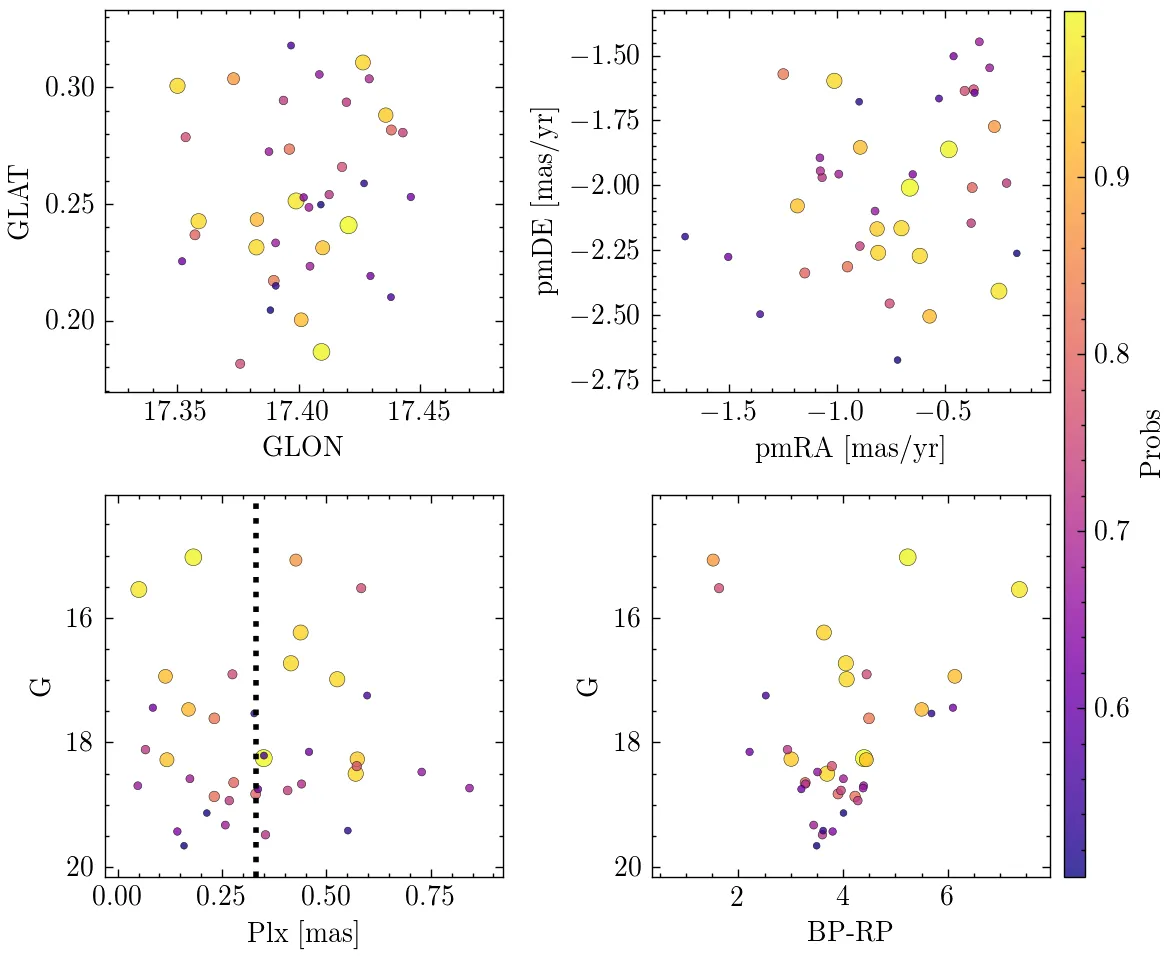 0.30
0.25
0.20
GLAT
17.35 17.40 17.45
GLON
−1.50
−1.75
−2.00
−2.25
−2.50
−2.75
pmDE [mas/yr]
−1.5 −1.0 −0.5
pmRA [mas/yr]
0.9
0.8
0.7
0.6
Probs
16
18
20
G
0.00 0.25 0.50 0.75
Plx [mas]
16
18
20
G
2 4 6
BP-RP